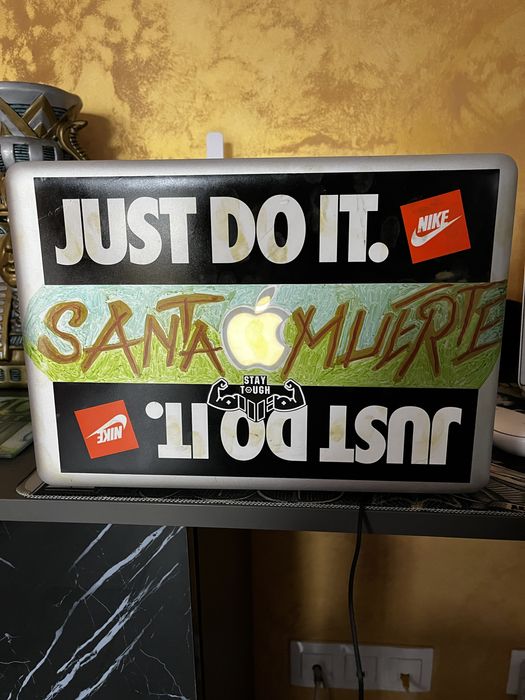 JUST DO IT.
NIKE
SANTA MUERTE
STAY
TOUGH
JUST DO IT.
NIKE